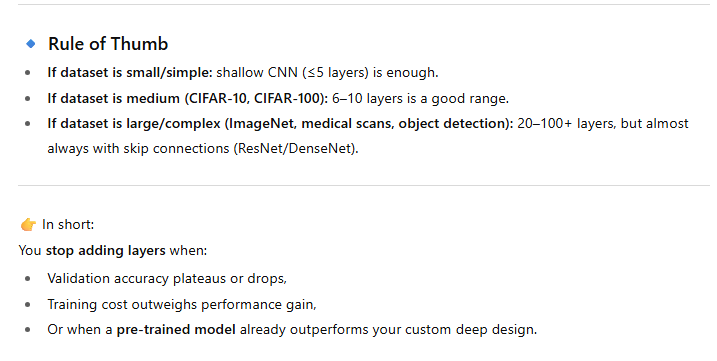 🔹 Rule of Thumb
• If dataset is small/simple: shallow CNN (≤5 layers) is enough.
• If dataset is medium (CIFAR-10, CIFAR-100): 6–10 layers is a good range.
• If dataset is large/complex (ImageNet, medical scans, object detection): 20–100+ layers, but almost
always with skip connections (ResNet/DenseNet).
👉 In short:
You stop adding layers when:
• Validation accuracy plateaus or drops,
• Training cost outweighs performance gain,
• Or when a pre-trained model already outperforms your custom deep design.